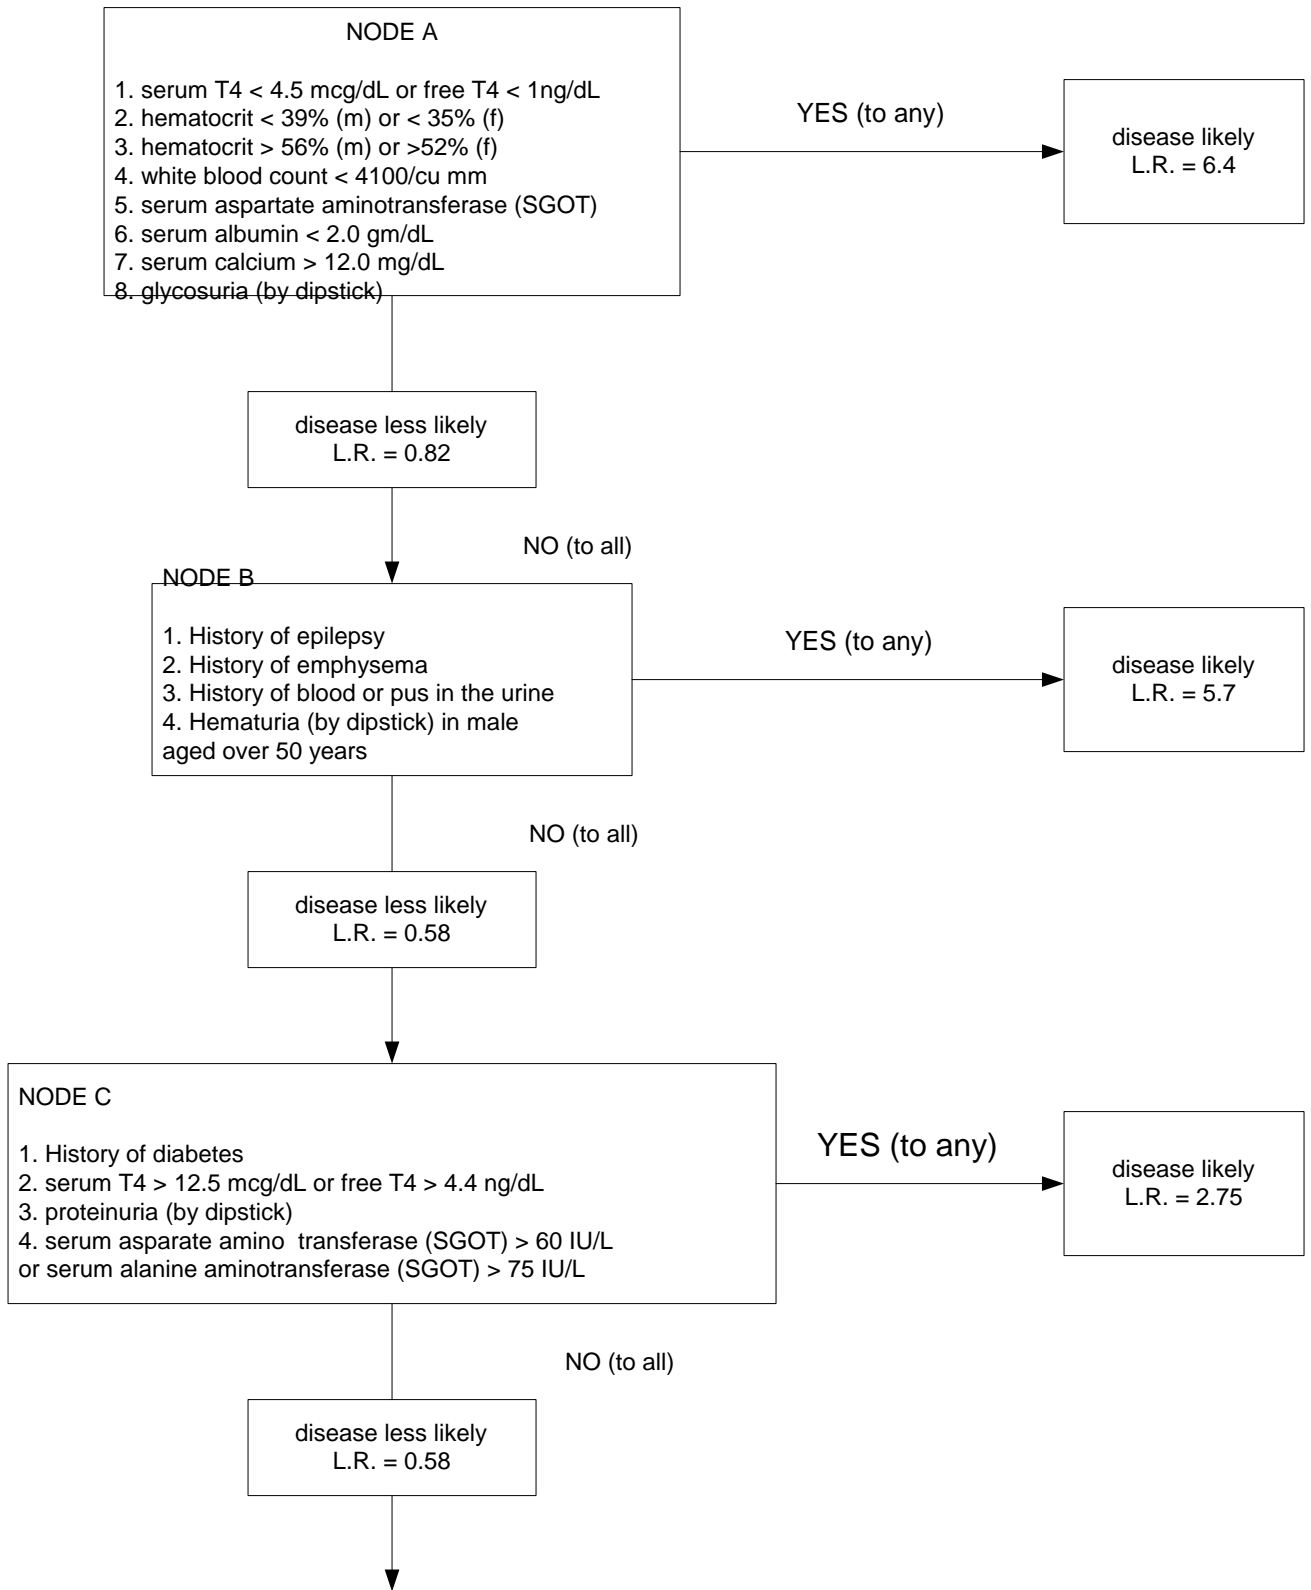 NODE A
1. serum T4 < 4.5 mcg/dL or free T4 < 1ng/dL
2. hematocrit < 39% (m) or < 35% (f)
3. hematocrit > 56% (m) or >52% (f)
4. white blood count < 4100/cu mm
5. serum aspartate aminotransferase (SGOT)
6. serum albumin < 2.0 gm/dL
7. serum calcium > 12.0 mg/dL
8. glycosuria (by dipstick)
YES (to any)
disease likely
L.R. = 6.4
disease less likely
L.R. = 0.82
NO (to all)
NODE B
1. History of epilepsy
2. History of emphysema
3. History of blood or pus in the urine
4. Hematuria (by dipstick) in male
aged over 50 years
YES (to any)
disease likely
L.R. = 5.7
NO (to all)
disease less likely
L.R. = 0.58
NODE C
1. History of diabetes
2. serum T4 > 12.5 mcg/dL or free T4 > 4.4 ng/dL
3. proteinuria (by dipstick)
4. serum asparate amino  transferase (SGOT) > 60 IU/L
or serum alanine aminotransferase (SGOT) > 75 IU/L
YES (to any)
disease likely
L.R. = 2.75
NO (to all)
disease less likely
L.R. = 0.58